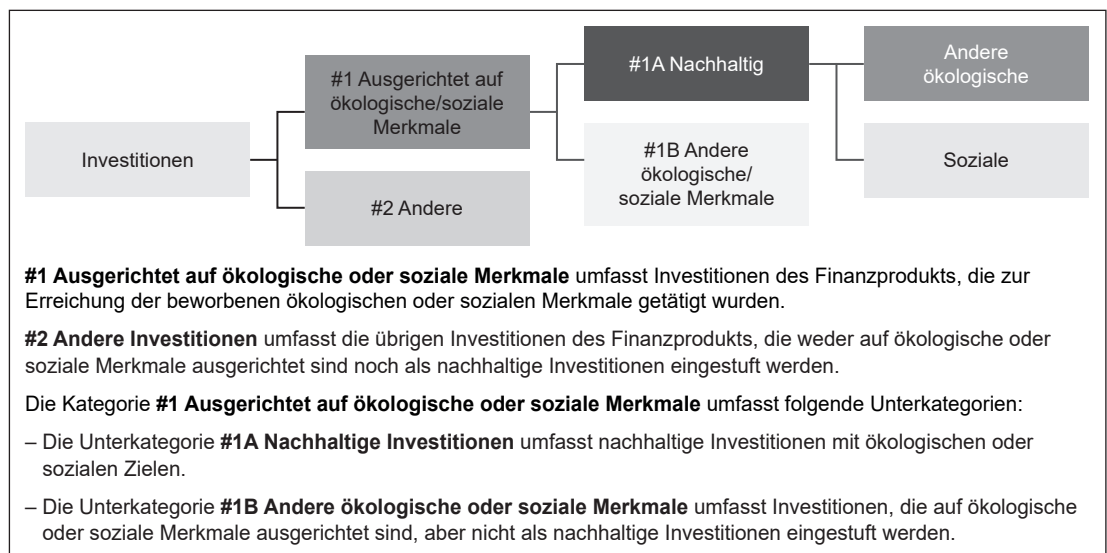 Investitionen
#1 Ausgerichtet auf
ökologische/soziale
Merkmale
#2 Andere
#1A Nachhaltig
#1B Andere
ökologische/
soziale Merkmale
Andere
ökologische
Soziale
#1 Ausgerichtet auf ökologische oder soziale Merkmale umfasst Investitionen des Finanzprodukts, die zur
Erreichung der beworbenen ökologischen oder sozialen Merkmale getätigt wurden.
#2 Andere Investitionen umfasst die übrigen Investitionen des Finanzprodukts, die weder auf ökologische oder
soziale Merkmale ausgerichtet sind noch als nachhaltige Investitionen eingestuft werden.
Die Kategorie #1 Ausgerichtet auf ökologische oder soziale Merkmale umfasst folgende Unterkategorien:
– Die Unterkategorie #1A Nachhaltige Investitionen umfasst nachhaltige Investitionen mit ökologischen oder
sozialen Zielen.
– Die Unterkategorie #1B Andere ökologische oder soziale Merkmale umfasst Investitionen, die auf ökologische
oder soziale Merkmale ausgerichtet sind, aber nicht als nachhaltige Investitionen eingestuft werden.